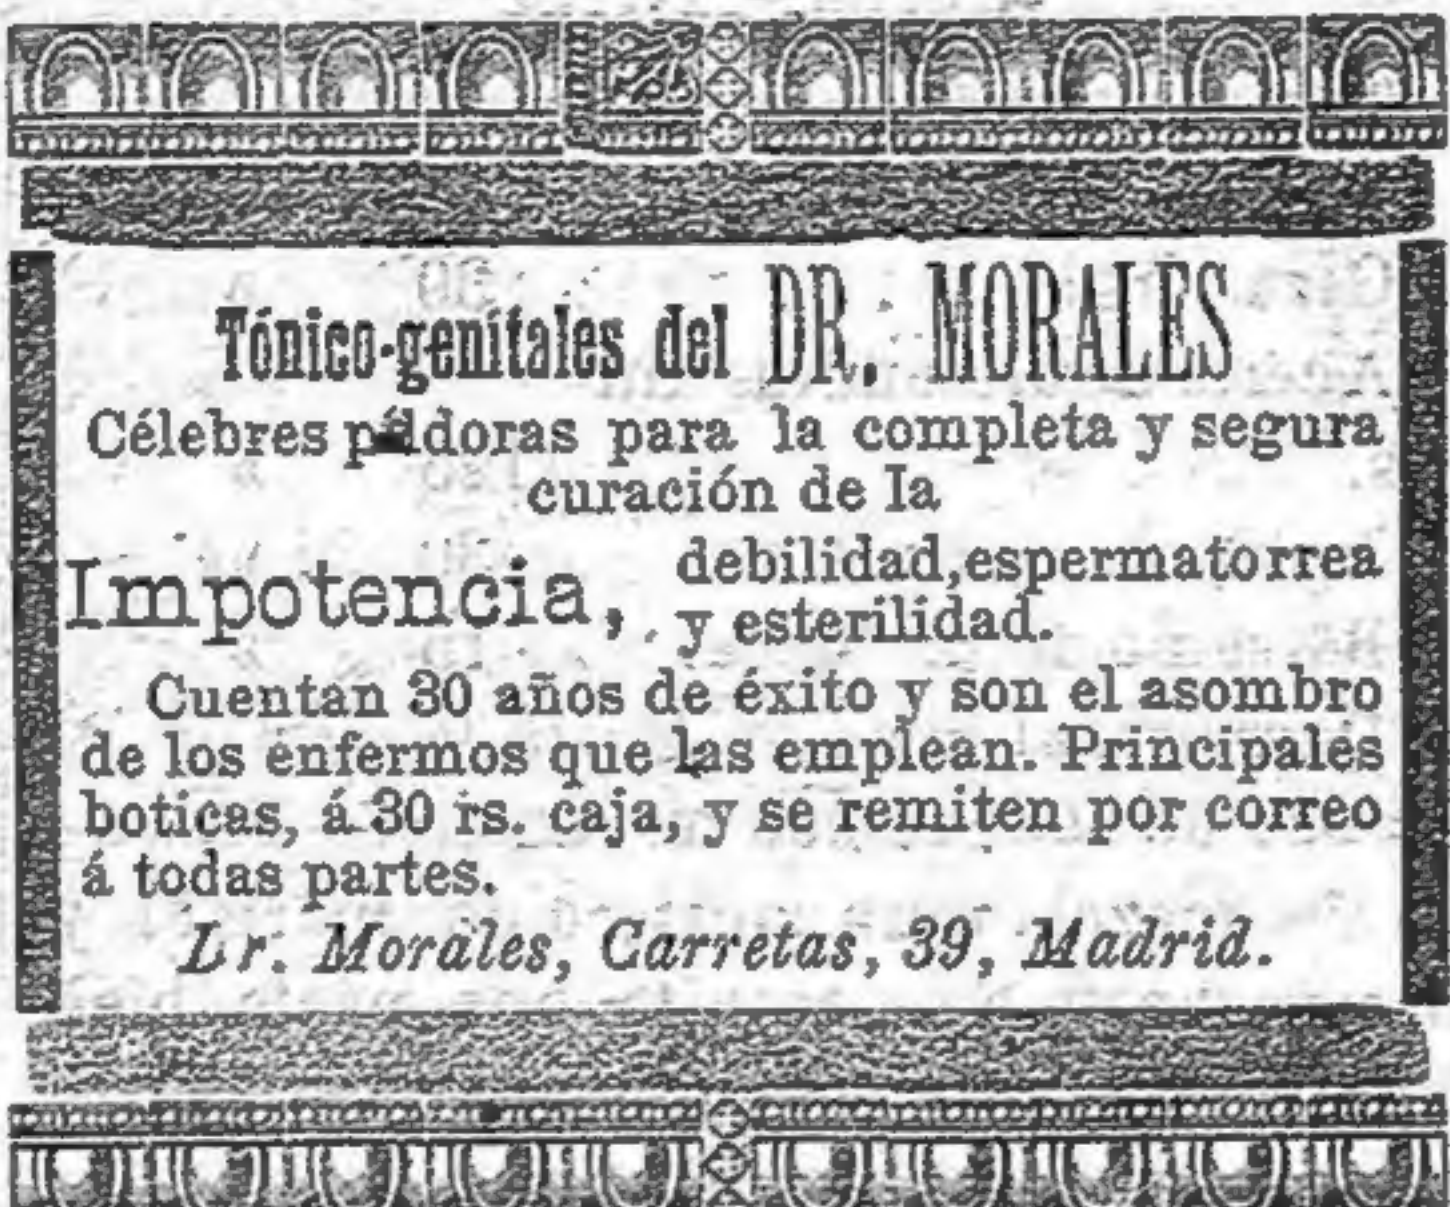 Tónico-genitales del DR. MORALES
Célebres píldoras para la completa y segura
curación de la
Impotencia, debilidad, espermatorrea
y esterilidad.
Cuentan 30 años de éxito y son el asombro
de los enfermos que las emplean. Principales
boticas, á 30 rs. caja, y se remiten por correo
á todas partes.
Dr. Morales, Carretas, 39, Madrid.